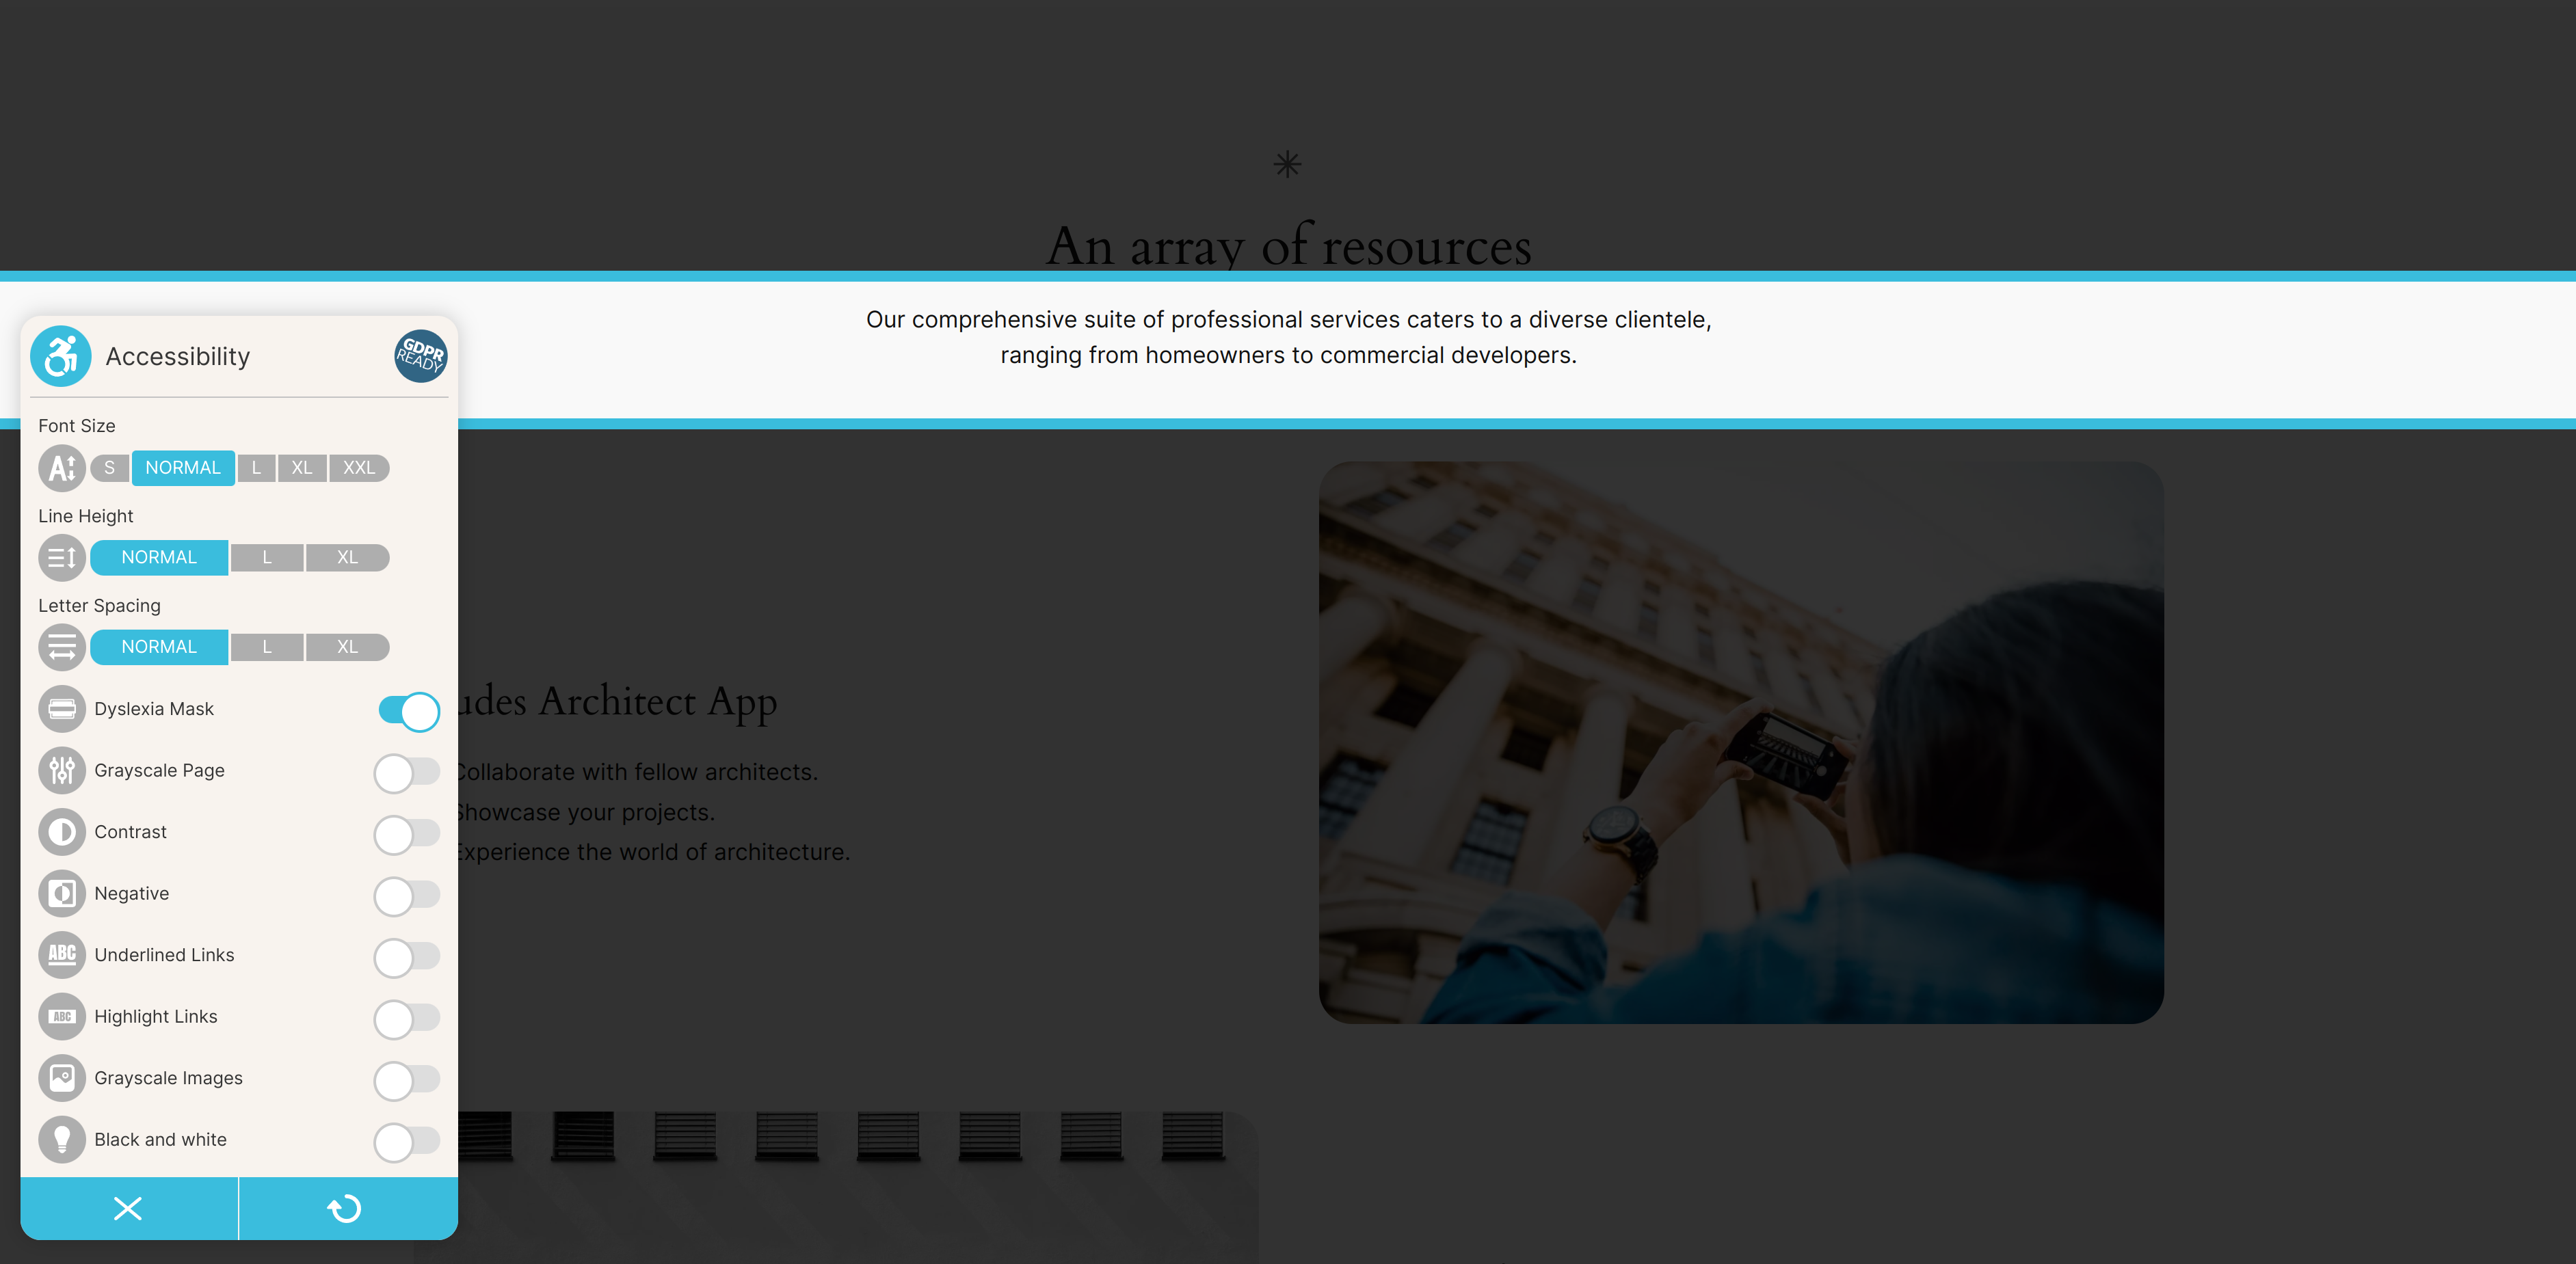 An array of resources
Our comprehensive suite of professional services caters to a diverse clientele,
ranging from homeowners to commercial developers.
Accessibility
GDPR
READY
Font Size
S NORMAL L XL XXL
Line Height
NORMAL L XL
Letter Spacing
NORMAL L XL
Dyslexia Mask
Grayscale Page
Contrast
Negative
ABC Underlined Links
ABC Highlight Links
Grayscale Images
Black and white
udes Architect App
Collaborate with fellow architects.
Showcase your projects.
Experience the world of architecture.